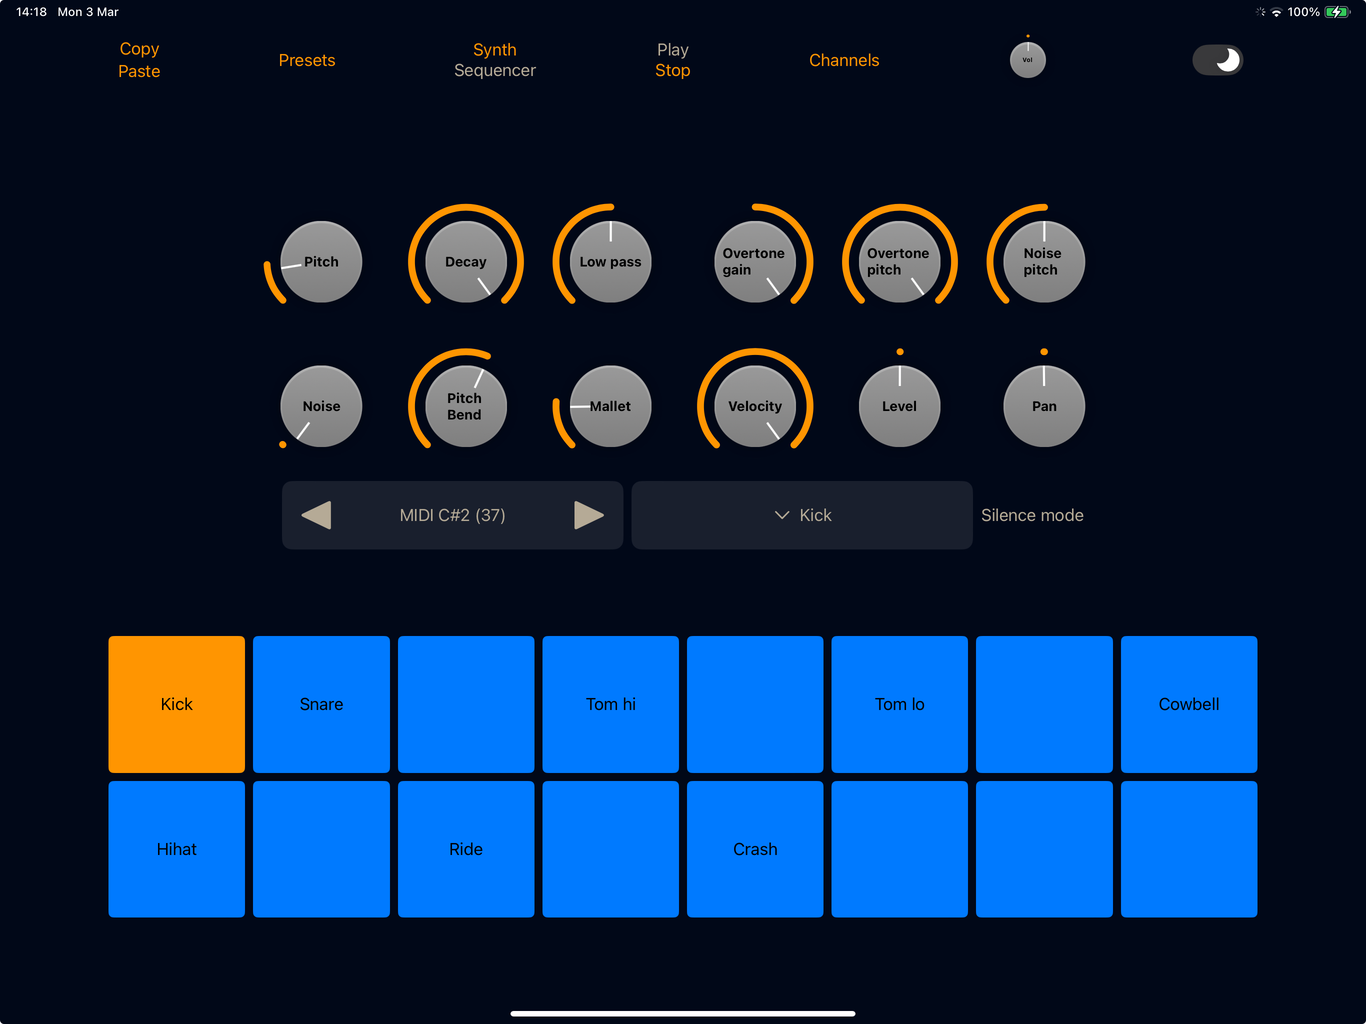 14:18 Mon 3 Mar
100%
Copy
Paste
Presets
Synth
Sequencer
Play
Stop
Channels
Vol
Pitch
Decay
Low pass
Overtone
gain
Overtone
pitch
Noise
pitch
Noise
Pitch
Bend
Mallet
Velocity
Level
Pan
MIDI C#2 (37)
Kick
Silence mode
Kick
Snare
Tom hi
Tom lo
Cowbell
Hihat
Ride
Crash